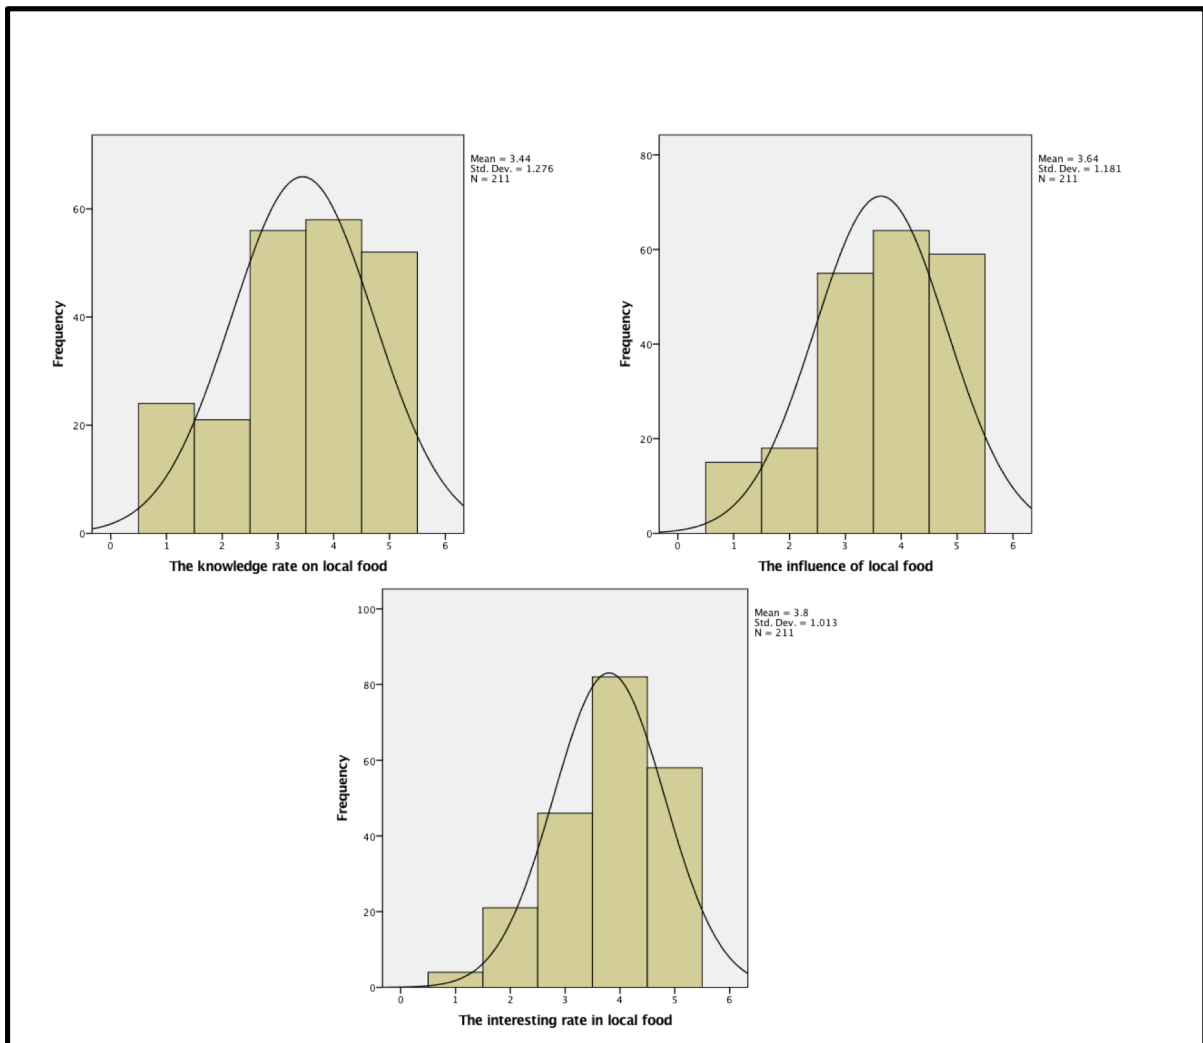 Mean = 3.44
Std. Dev. = 1.276
N = 211
60
40
20
0
Frequency
0 1 2 3 4 5 6
The knowledge rate on local food
Mean = 3.64
Std. Dev. = 1.181
N = 211
80
60
40
20
0
Frequency
0 1 2 3 4 5 6
The influence of local food
Mean = 3.8
Std. Dev. = 1.013
N = 211
100
80
60
40
20
0
Frequency
0 1 2 3 4 5 6
The interesting rate in local food